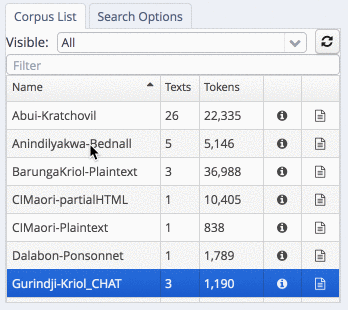 Corpus List Search Options
Visible: All
Filter
Name Texts Tokens
Abui-Kratchovil 26 22,335
Anindilyakwa-Bednall 5 5,146
BarungaKriol-Plaintext 3 36,988
CIMaori-partialHTML 1 10,405
CIMaori-Plaintext 1 838
Dalabon-Ponsonnet 1 1,789
Gurindji-Kriol_CHAT 3 1,190